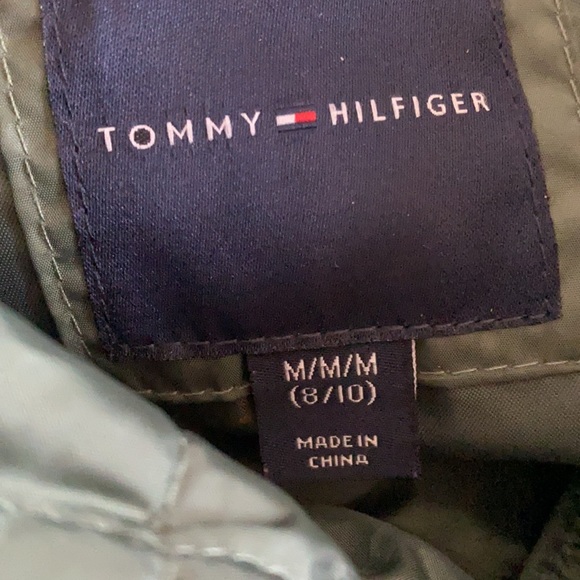 TOMMY HILFIGER
M/M/M
(8/10)
MADE IN
CHINA